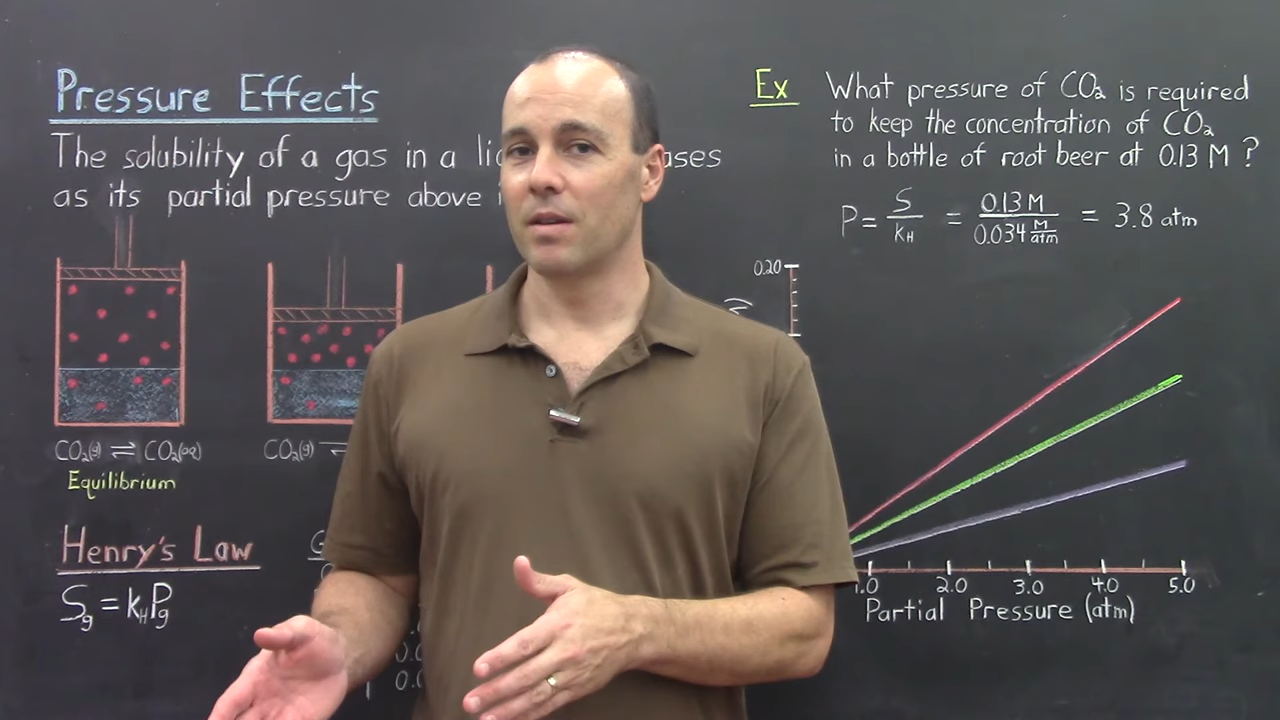 Pressure Effects
The solubility of a gas in a
as its partial pressure above
CO₂(g) ⇌ CO₂(aq)
Equilibrium
CO₂(g)
Henry's Law
Sg = kHPg
Ex What pressure of CO₂ is required
to keep the concentration of CO₂
in a bottle of root beer at 0.13 M ?
P = S/kH = 0.13 M / 0.034 M/atm = 3.8 atm
0.20
1.0 2.0 3.0 4.0 5.0
Partial Pressure (atm)